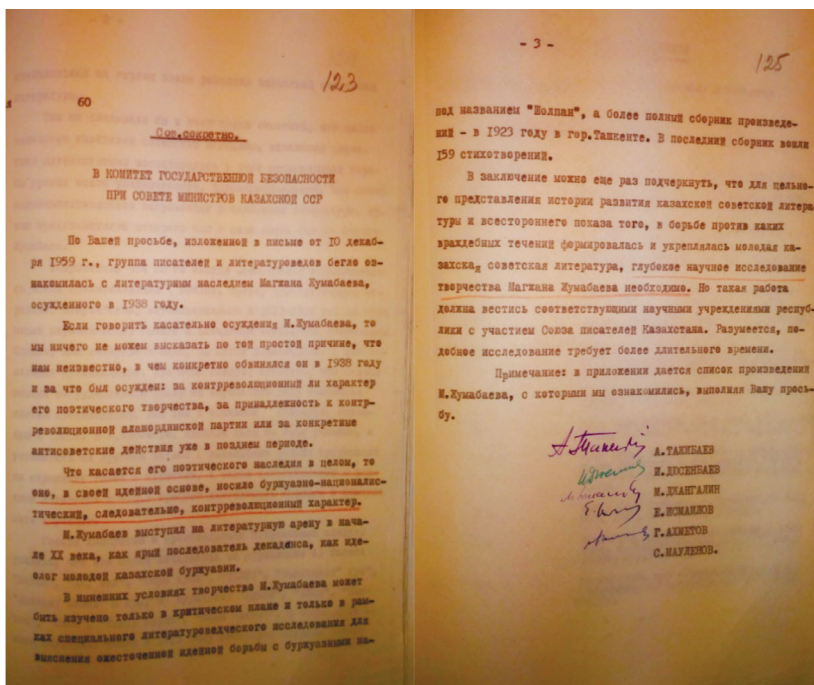 123
60
Сов.секретно.
В КОМИТЕТ ГОСУДАРСТВЕННОЙ БЕЗОПАСНОСТИ
ПРИ СОВЕТЕ МИНИСТРОВ КАЗАХСКОЙ ССР
По Вашей просьбе, изложенной в письме от 10 декаб-
ря 1959 г., группа писателей и литературоведов бегло оз-
накомилась с литературным наследием Магжана Жумабаева,
осужденного в 1938 году.
Если говорить касательно осуждения М.Жумабаева, то
мы ничего не можем высказать по той простой причине, что
нам неизвестно, в чем конкретно обвинялся он в 1938 году
и за что был осужден: за контрреволюционный ли характер
его поэтического творчества, за принадлежность к контр-
революционной алашординской партии или за конкретные
антисоветские действия уже в позднем периоде.
Что касается его поэтического наследия в целом, то
оно, в своей идейной основе, носило буржуазно-националис-
тический, следовательно, контрреволюционный характер.
М.Жумабаев выступил на литературную арену в нача-
ле XX века, как ярый последователь декаданса, как иде-
олог молодой казахской буржуазии.
В нынешних условиях творчество М.Жумабаева может
быть изучено только в критическом плане и только в рам-
ках специального литературоведческого исследования для
выяснения ожесточенной идейной борьбы с буржуазными на-
- 3 -
125
под названием "Шолпан", а более полный сборник произведе-
ний - в 1923 году в гор.Ташкенте. В последний сборник вошли
159 стихотворений.
В заключение можно еще раз подчеркнуть, что для цельно-
го представления истории развития казахской советской литера
туры и всестороннего показа того, в борьбе против каких
враждебных течений формировалась и укреплялась молодая ка-
захская советская литература, глубокое научное исследование
творчества Магжана Жумабаева необходимо. Но такая работа
должна вестись соответствующими научными учреждениями респуб-
лики с участием Союза писателей Казахстана. Разумеется, по-
добное исследование требует более длительного времени.
Примечание: в приложении дается список произведений
М.Жумабаева, с которыми мы ознакомились, выполняя Вашу прось-
бу.
А.ТАЖИБАЕВ
И.ДЮСЕНБАЕВ
М.ДЖАНГАЛИН
Е.ИСМАИЛОВ
Г.АХМЕТОВ
С.МАУЛЕНОВ.